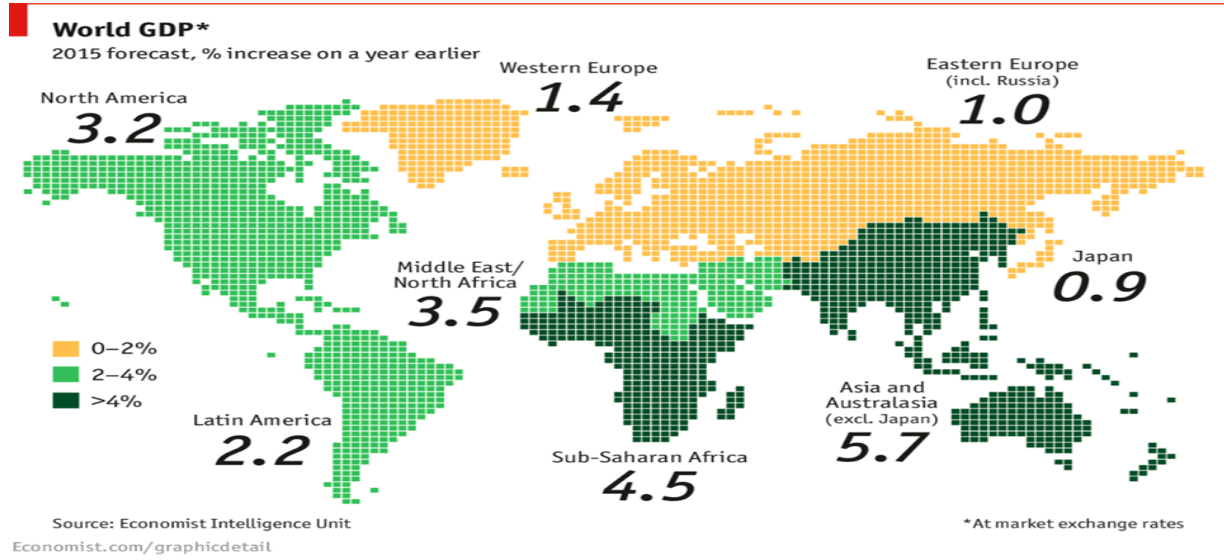 World GDP*
2015 forecast, % increase on a year earlier
North America
3.2
Western Europe
1.4
Eastern Europe
(incl. Russia)
1.0
Middle East/
North Africa
3.5
Japan
0.9
0–2%
2–4%
>4%
Latin America
2.2
Sub-Saharan Africa
4.5
Asia and
Australasia
(excl. Japan)
5.7
Source: Economist Intelligence Unit
*At market exchange rates
Economist.com/graphicdetail